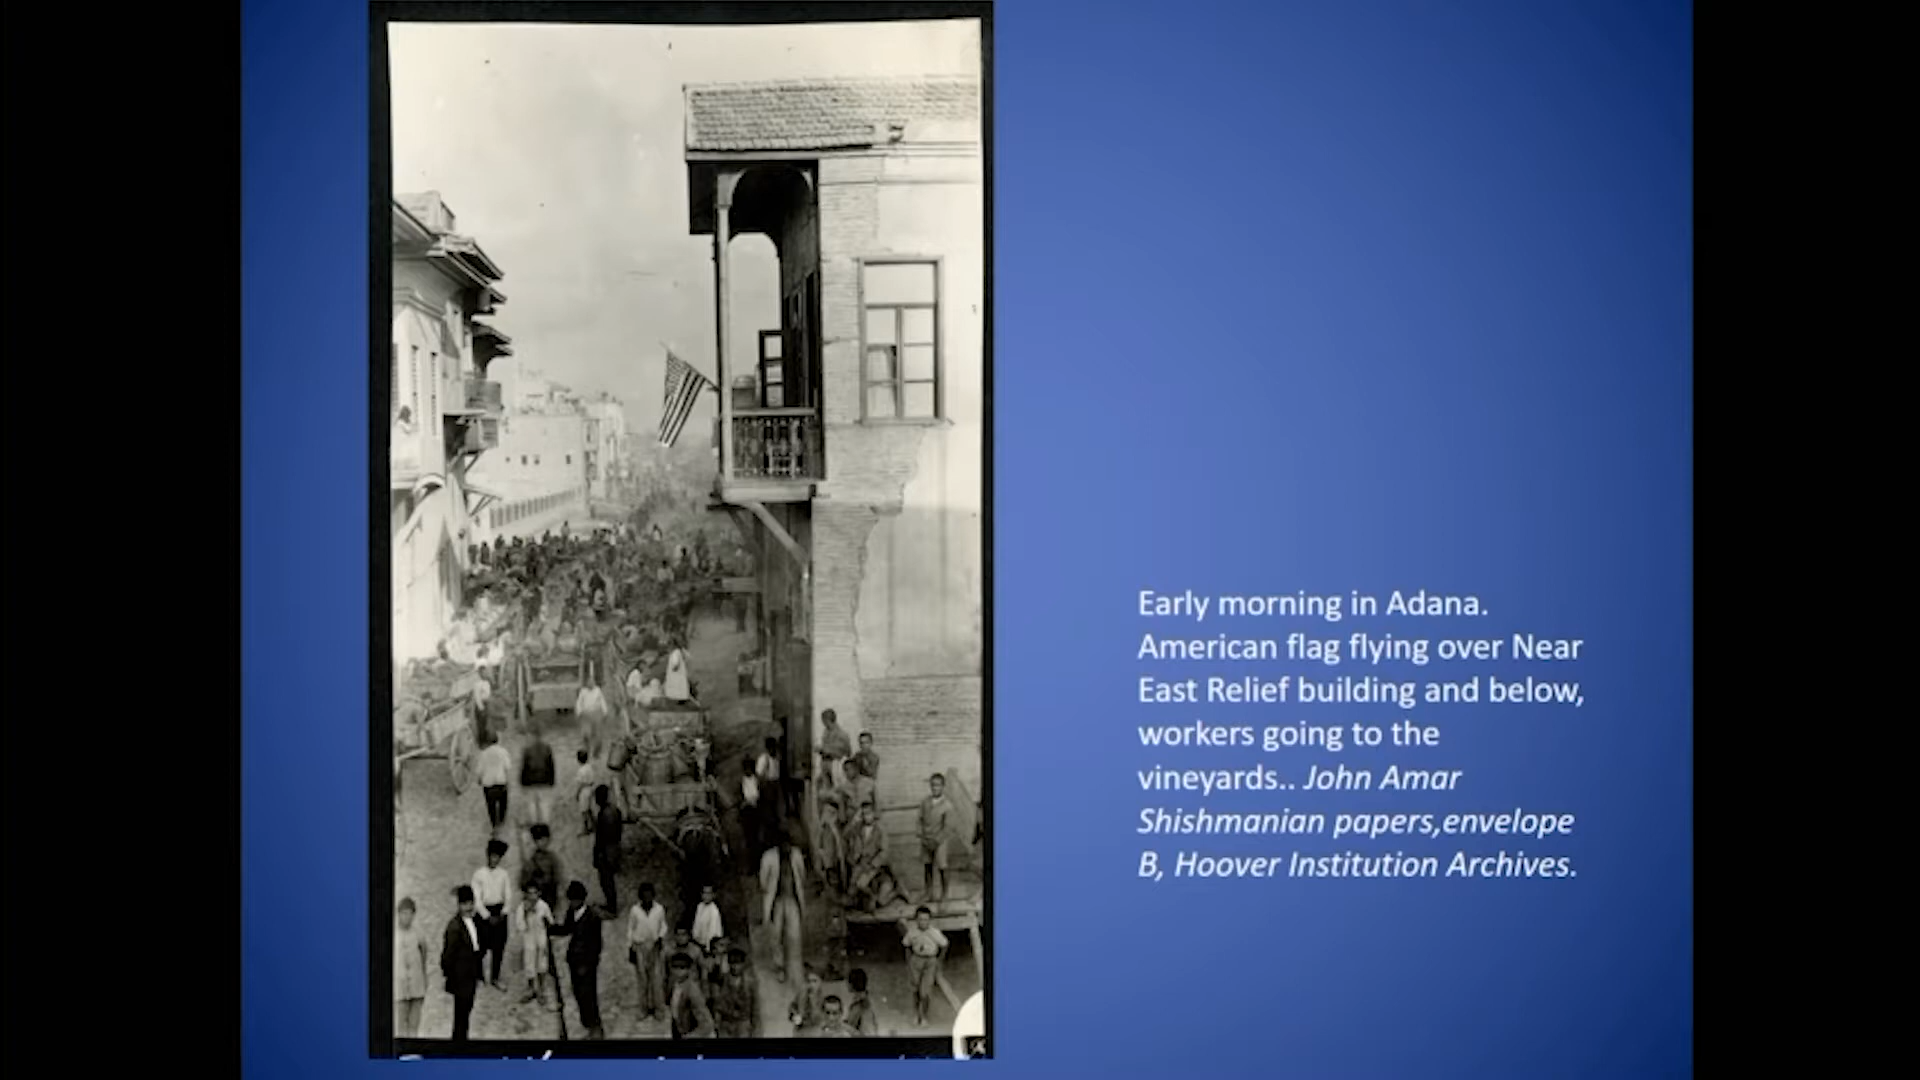 Early morning in Adana.
American flag flying over Near
East Relief building and below,
workers going to the
vineyards.. John Amar
Shishmanian papers,envelope
B, Hoover Institution Archives.